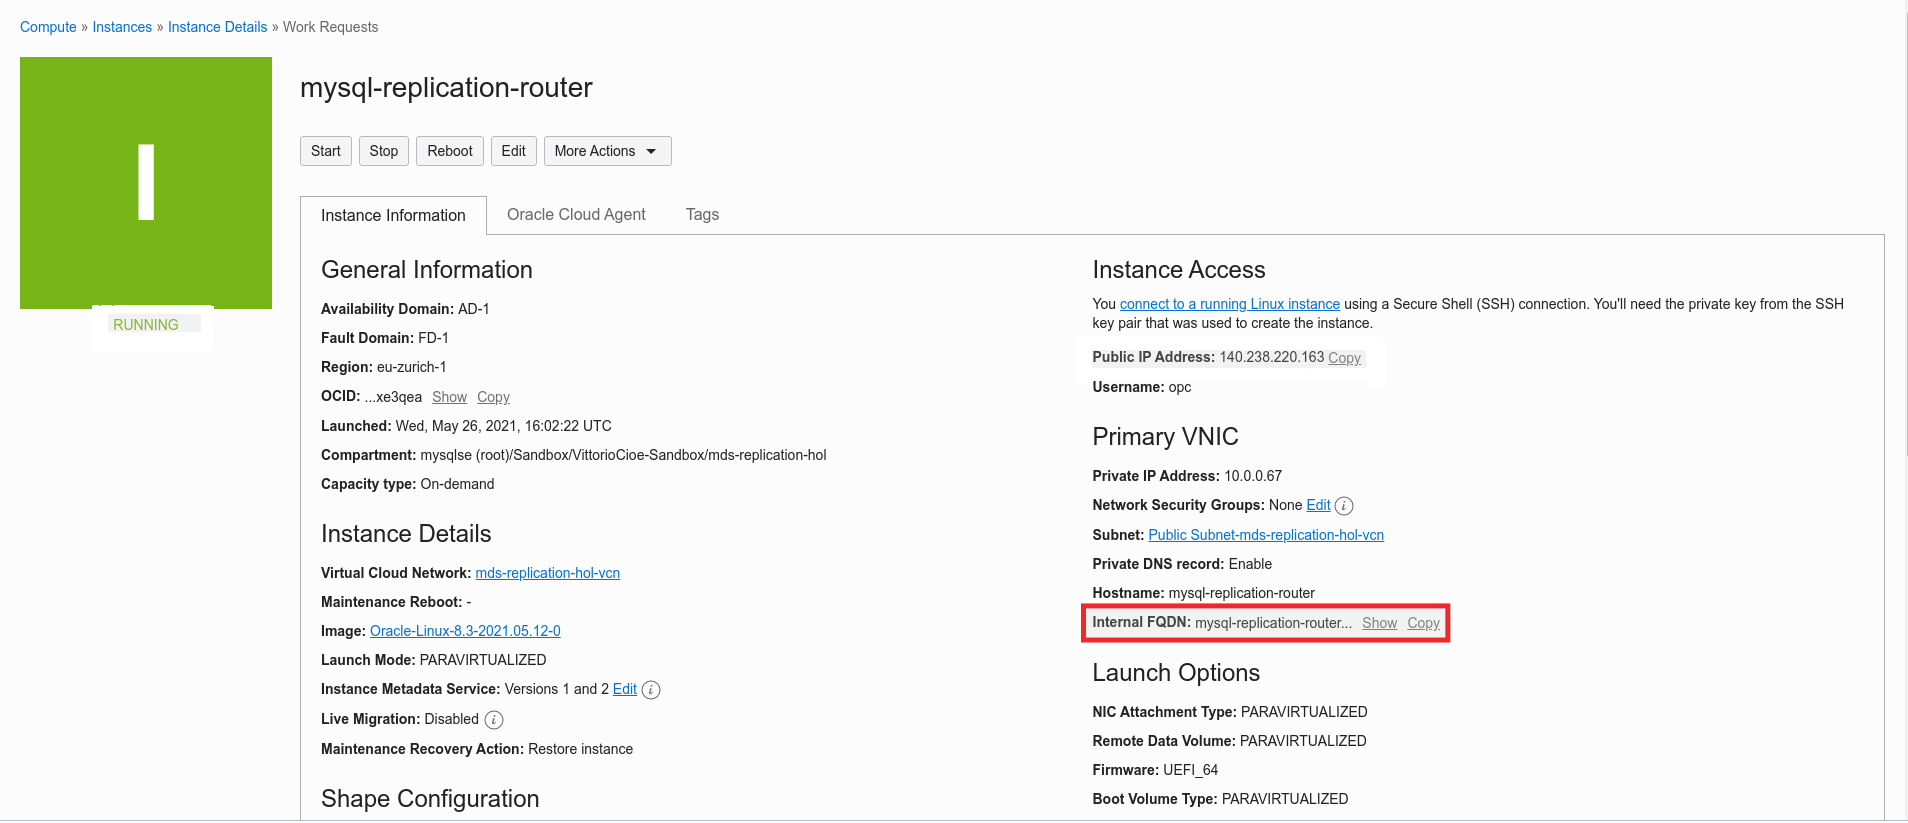 Compute » Instances » Instance Details » Work Requests
I
RUNNING
mysql-replication-router
Start Stop Reboot Edit More Actions
Instance Information Oracle Cloud Agent Tags
General Information
Availability Domain: AD-1
Fault Domain: FD-1
Region: eu-zurich-1
OCID: ...xe3qea Show Copy
Launched: Wed, May 26, 2021, 16:02:22 UTC
Compartment: mysqlse (root)/Sandbox/VittorioCioe-Sandbox/mds-replication-hol
Capacity type: On-demand
Instance Details
Virtual Cloud Network: mds-replication-hol-vcn
Maintenance Reboot: -
Image: Oracle-Linux-8.3-2021.05.12-0
Launch Mode: PARAVIRTUALIZED
Instance Metadata Service: Versions 1 and 2 Edit i
Live Migration: Disabled i
Maintenance Recovery Action: Restore instance
Shape Configuration
Instance Access
You connect to a running Linux instance using a Secure Shell (SSH) connection. You'll need the private key from the SSH
key pair that was used to create the instance.
Public IP Address: 140.238.220.163 Copy
Username: opc
Primary VNIC
Private IP Address: 10.0.0.67
Network Security Groups: None Edit i
Subnet: Public Subnet-mds-replication-hol-vcn
Private DNS record: Enable
Hostname: mysql-replication-router
Internal FQDN: mysql-replication-router... Show Copy
Launch Options
NIC Attachment Type: PARAVIRTUALIZED
Remote Data Volume: PARAVIRTUALIZED
Firmware: UEFI_64
Boot Volume Type: PARAVIRTUALIZED